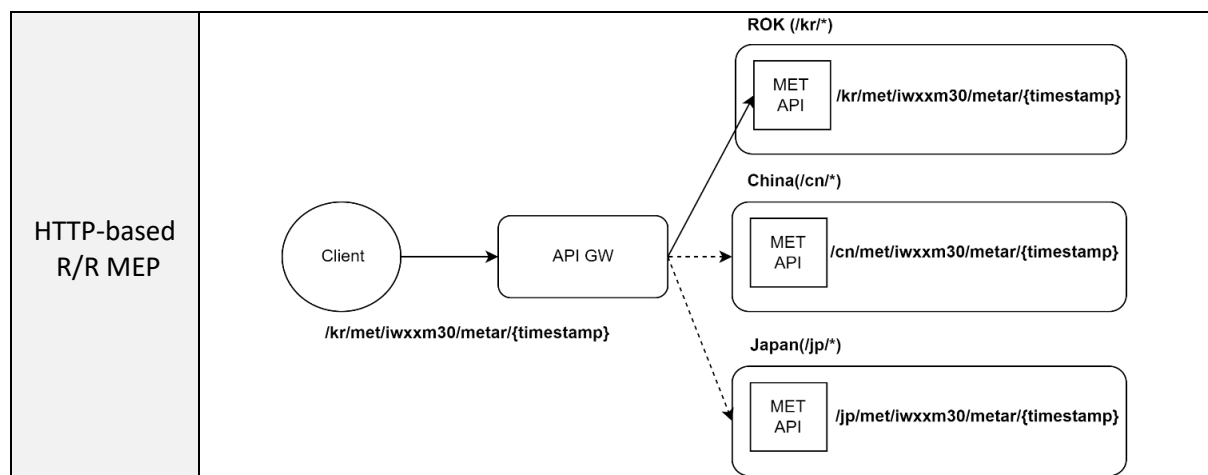 HTTP-based
R/R MEP
Client
/kr/met/iwxxm30/metar/{timestamp}
API GW
ROK (/kr/*)
MET
API
/kr/met/iwxxm30/metar/{timestamp}
China(/cn/*)
MET
API
/cn/met/iwxxm30/metar/{timestamp}
Japan(/jp/*)
MET
API
/jp/met/iwxxm30/metar/{timestamp}